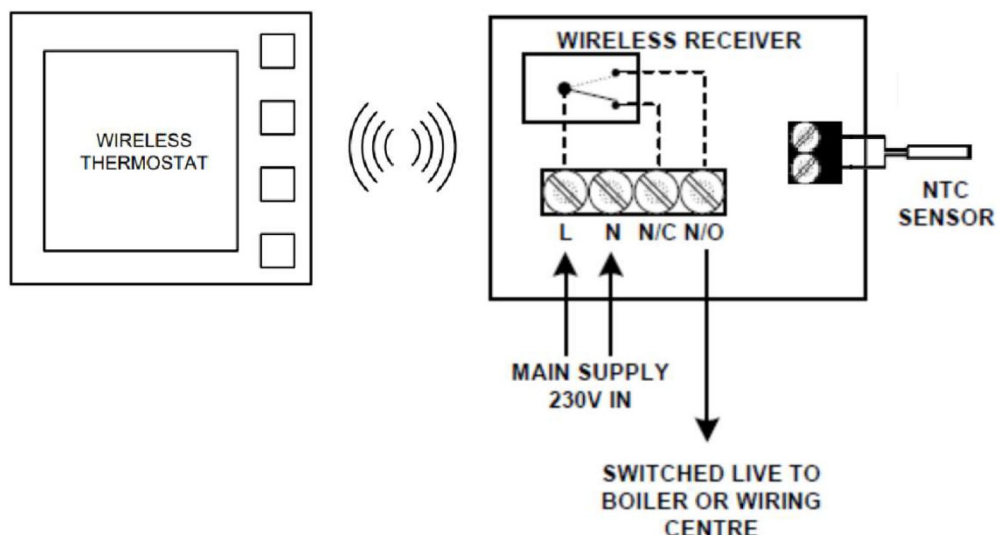 WIRELESS
THERMOSTAT
WIRELESS RECEIVER
L N N/C N/O
NTC
SENSOR
MAIN SUPPLY
230V IN
SWITCHED LIVE TO
BOILER OR WIRING
CENTRE